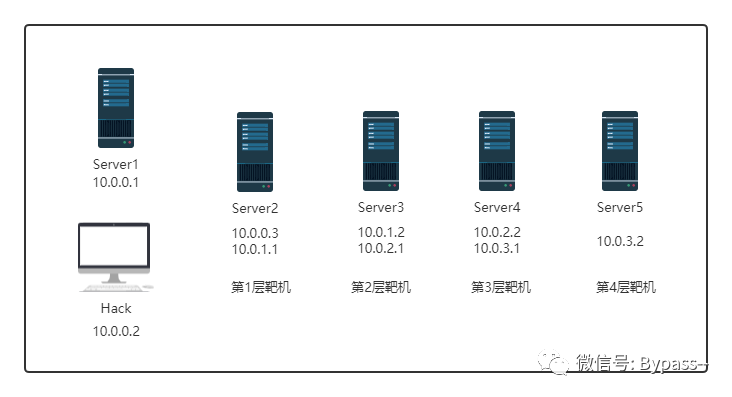 Server1
10.0.0.1
Hack
10.0.0.2
Server2
10.0.0.3
10.0.1.1
第1层靶机
Server3
10.0.1.2
10.0.2.1
第2层靶机
Server4
10.0.2.2
10.0.3.1
第3层靶机
Server5
10.0.3.2
第4层靶机
微信号: Bypass--